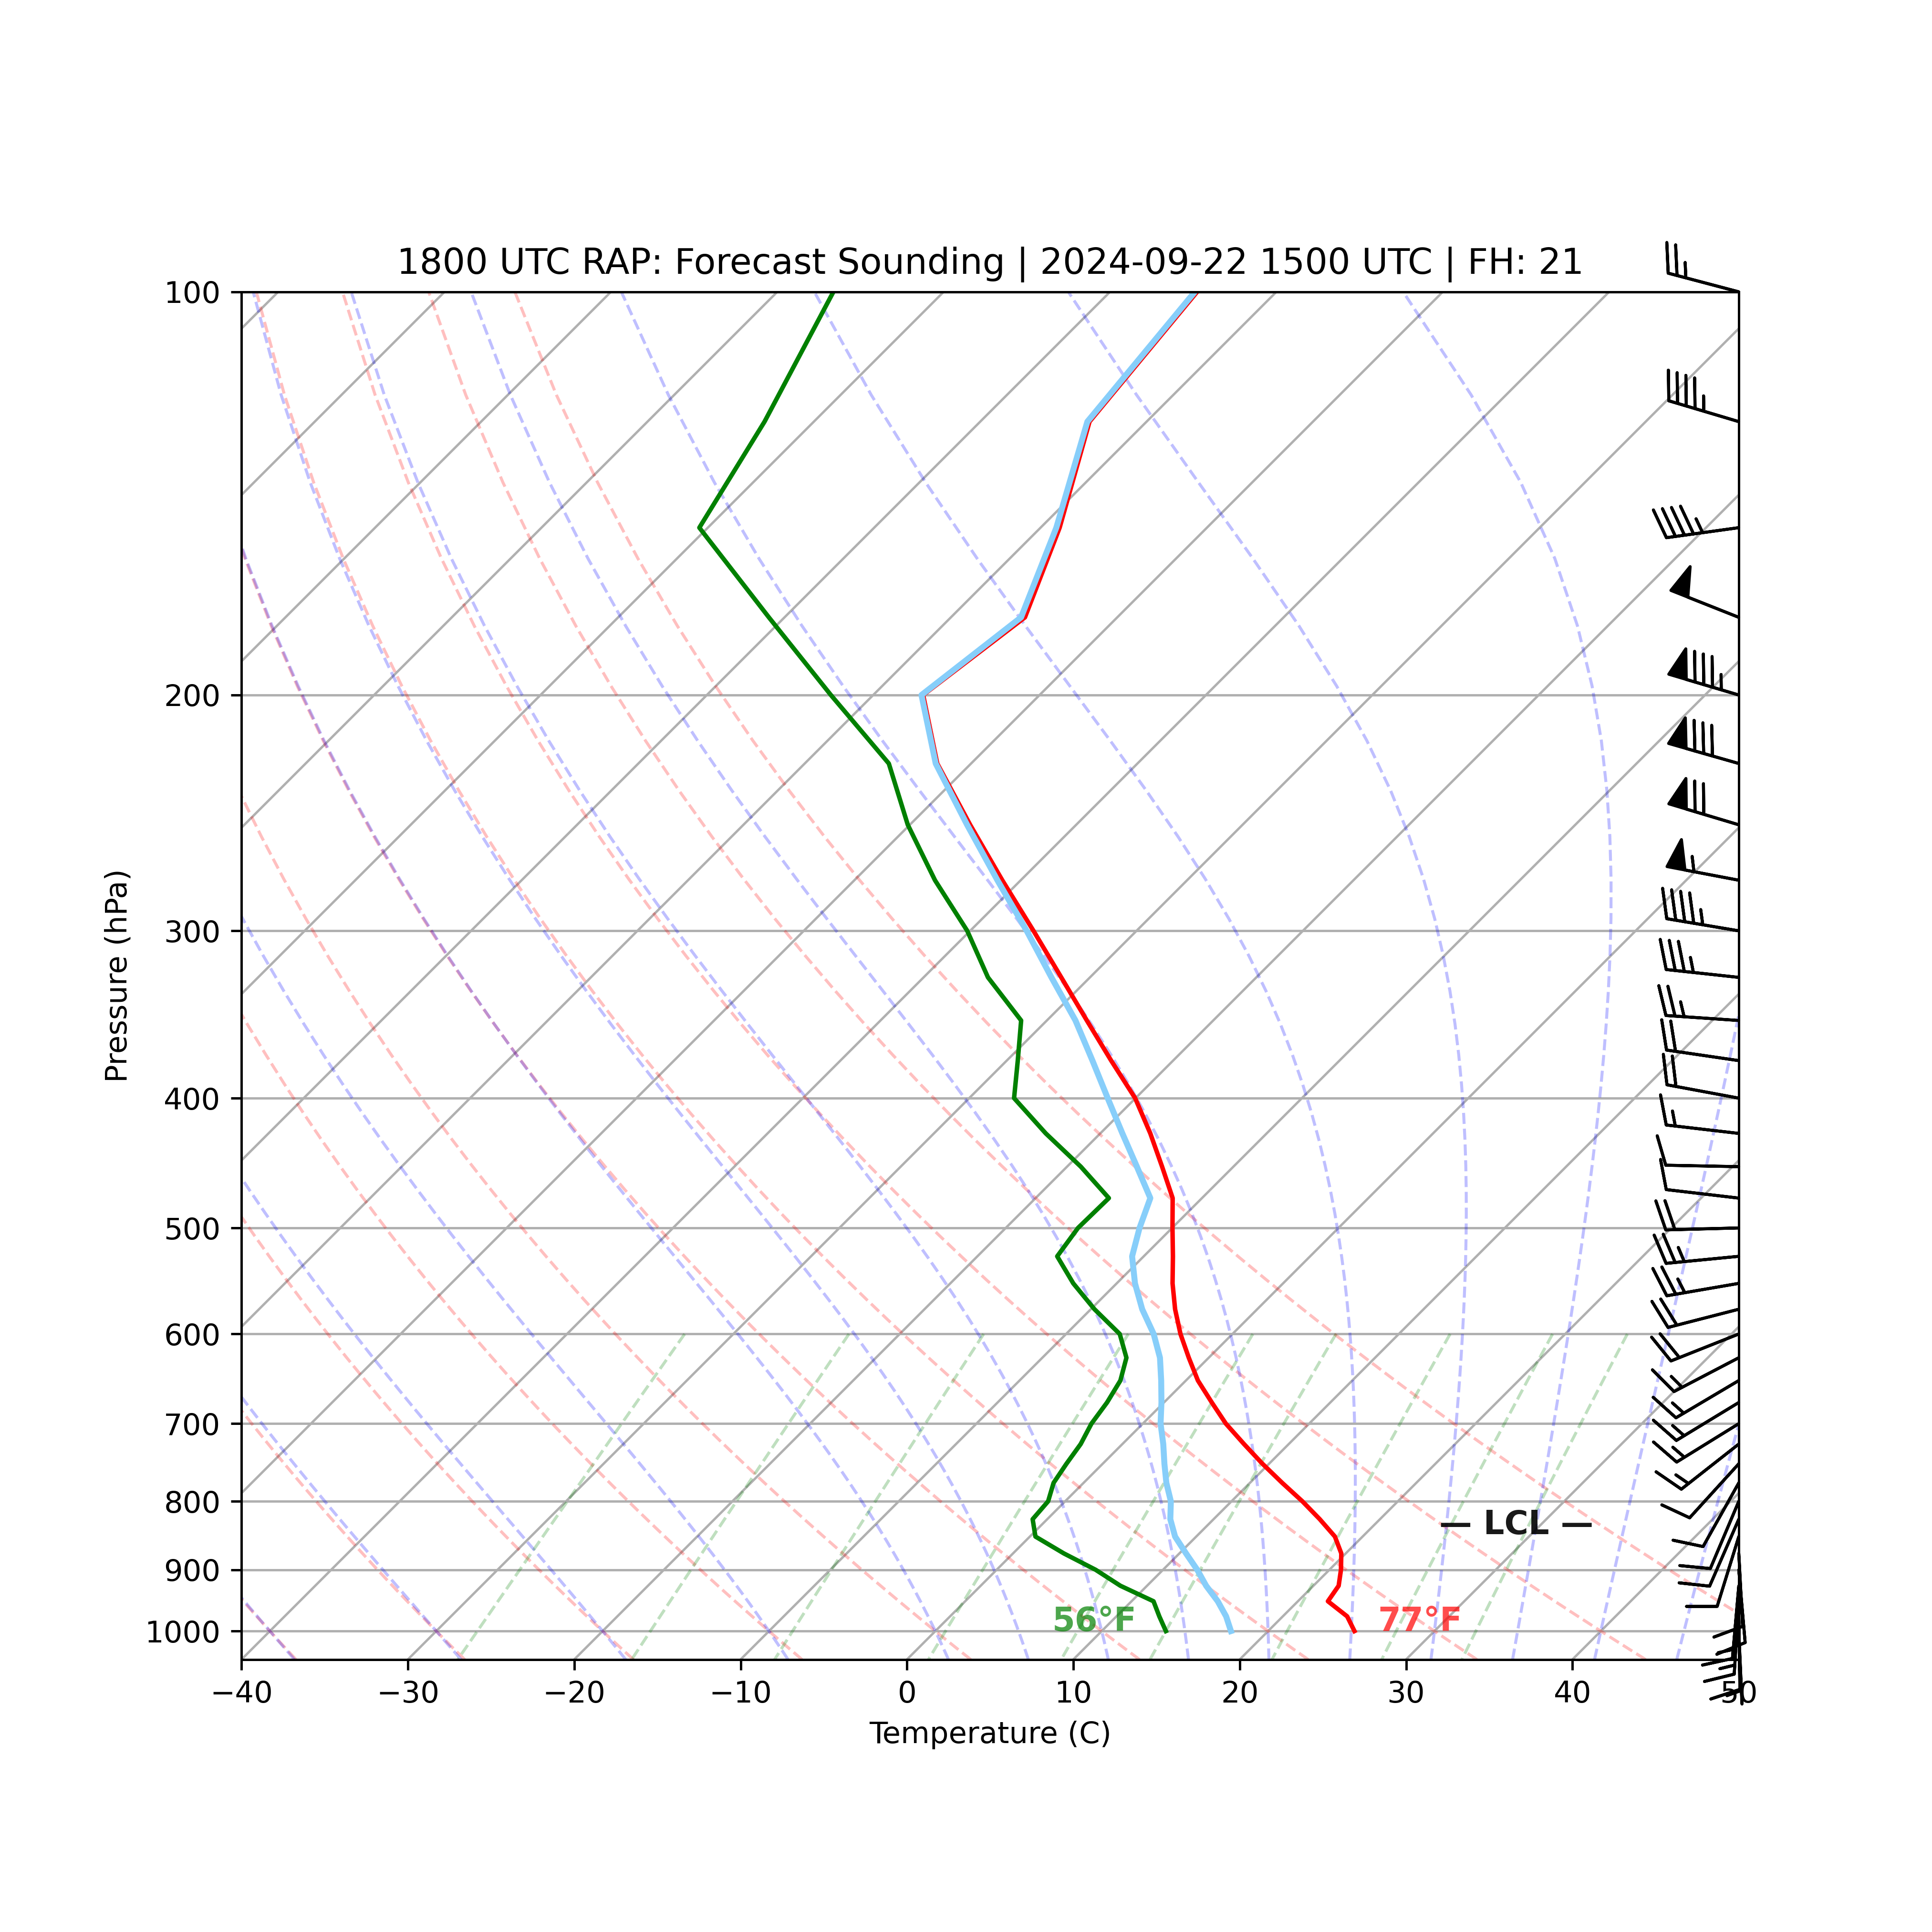 1800 UTC RAP: Forecast Sounding | 2024-09-22 1500 UTC | FH: 21
100
200
300
400
500
600
700
800
900
1000
Pressure (hPa)
— LCL —
56°F
77°F
−40 −30 −20 −10 0 10 20 30 40 50
Temperature (C)